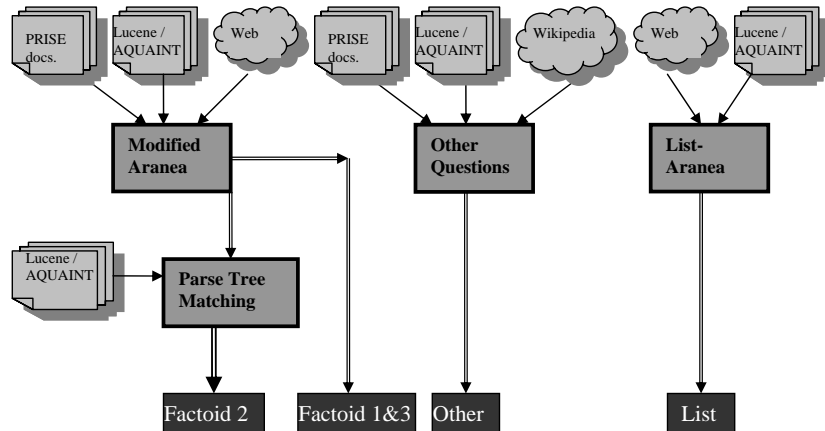 PRISE
docs.
Lucene /
AQUAINT
Web
PRISE
docs.
Lucene /
AQUAINT
Wikipedia
Web
Lucene /
AQUAINT
Modified
Aranea
Other
Questions
List-
Aranea
Lucene /
AQUAINT
Parse Tree
Matching
Factoid 2
Factoid 1&3
Other
List